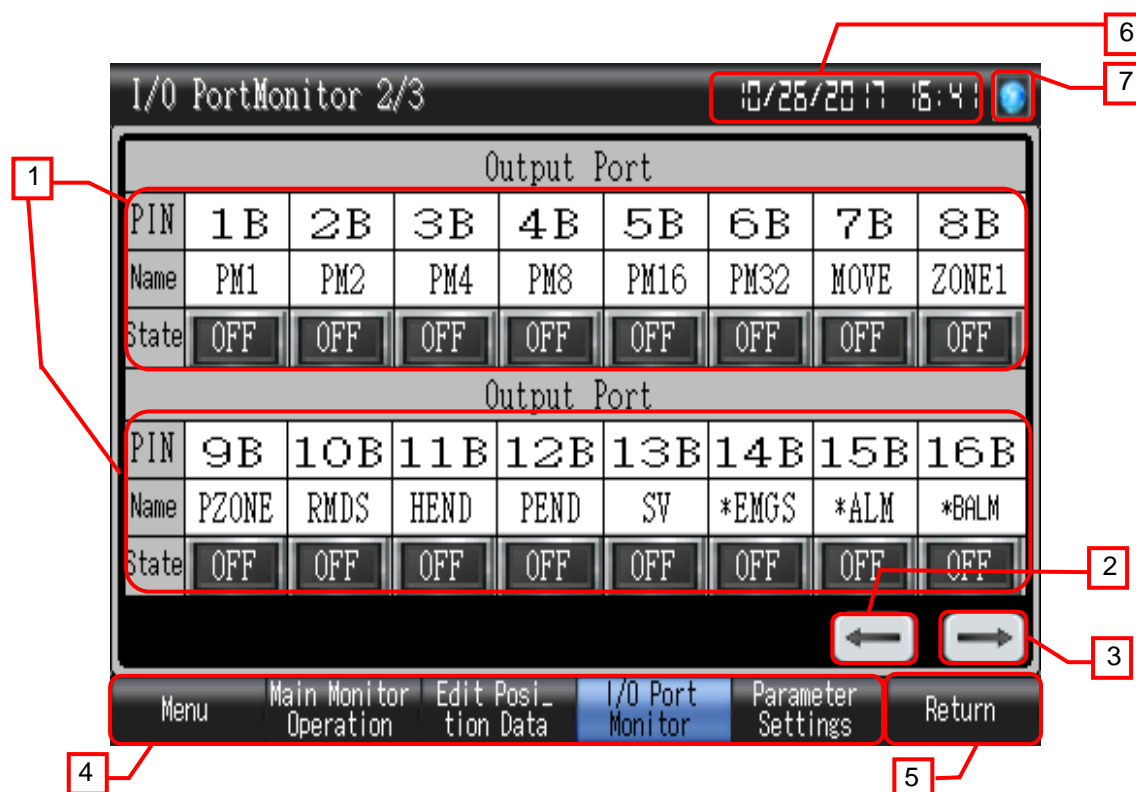 6
I/O PortMonitor 2/3 10/26/2017 16:41
7
Output Port
1
PIN 1B 2B 3B 4B 5B 6B 7B 8B
Name PM1 PM2 PM4 PM8 PM16 PM32 MOVE ZONE1
State OFF OFF OFF OFF OFF OFF OFF OFF
Output Port
PIN 9B 10B 11B 12B 13B 14B 15B 16B
Name PZONE RMDS HEND PEND SV *EMGS *ALM *BALM
State OFF OFF OFF OFF OFF OFF OFF OFF
2
3
Menu Main Monitor Edit Posi_ I/O Port Parameter Return
Operation tion Data Monitor Settings
4 5